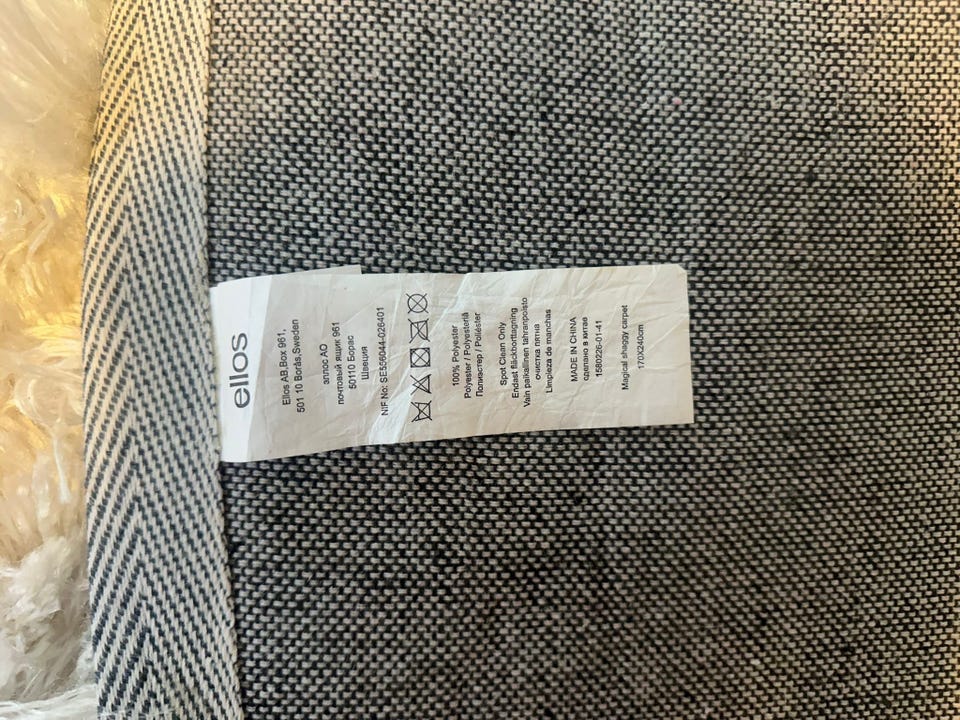 ellos
Ellos AB,Box 961,
501 10 Borås,Sweden
эллос АО
почтовый ящик 961
50110 Борас
Швеция
NIF No: SE556044-026401
100% Polyester
Polyester / Polyesteriä
Полиэстер / Poliéster
Spot Clean Only
Endast fläckborttagning
Vain paikallinen tahranpoisto
очистка пятна
Limpieza de manchas
MADE IN CHINA
сделано в китае
1580226-01-41
Magical shaggy carpet
170X240cm